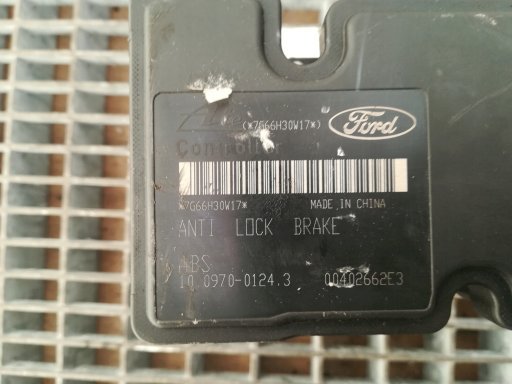 (*7G66H30W17*)
Ford
*7G66H30W17*
MADE IN CHINA
ANTI LOCK BRAKE
ABS
10.0970-0124.3 00402662E3